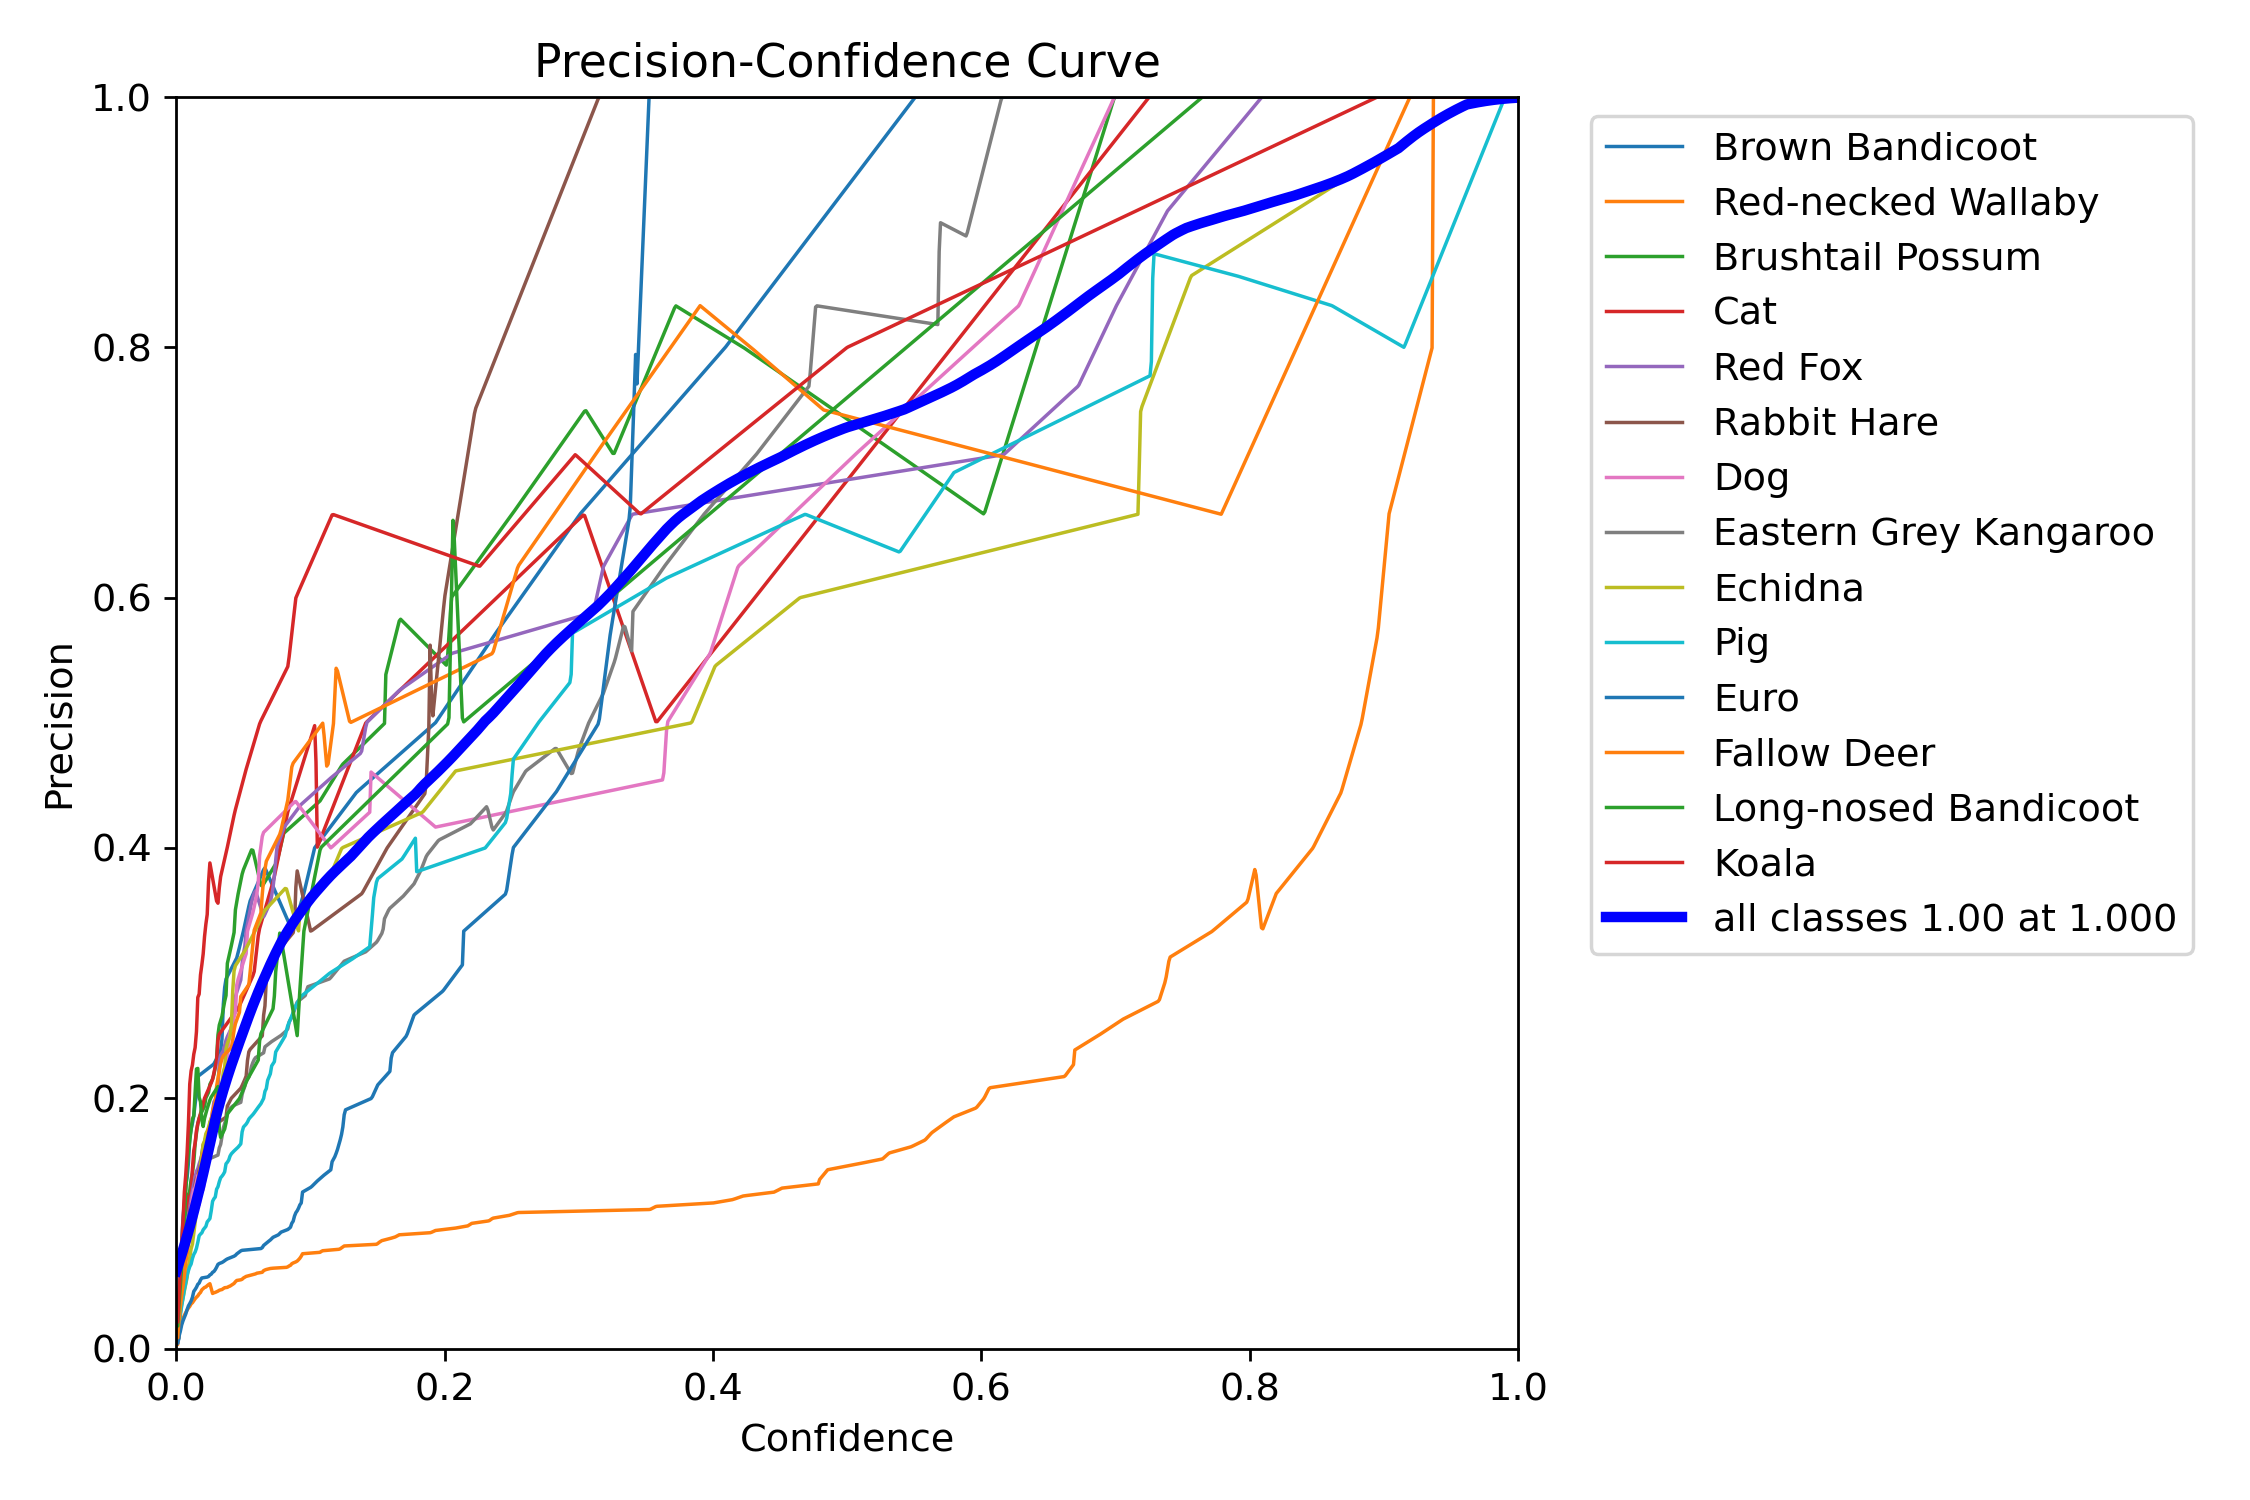 Precision-Confidence Curve
1.0
0.8
0.6
0.4
0.2
0.0
Precision
0.0 0.2 0.4 0.6 0.8 1.0
Confidence
Brown Bandicoot
Red-necked Wallaby
Brushtail Possum
Cat
Red Fox
Rabbit Hare
Dog
Eastern Grey Kangaroo
Echidna
Pig
Euro
Fallow Deer
Long-nosed Bandicoot
Koala
all classes 1.00 at 1.000